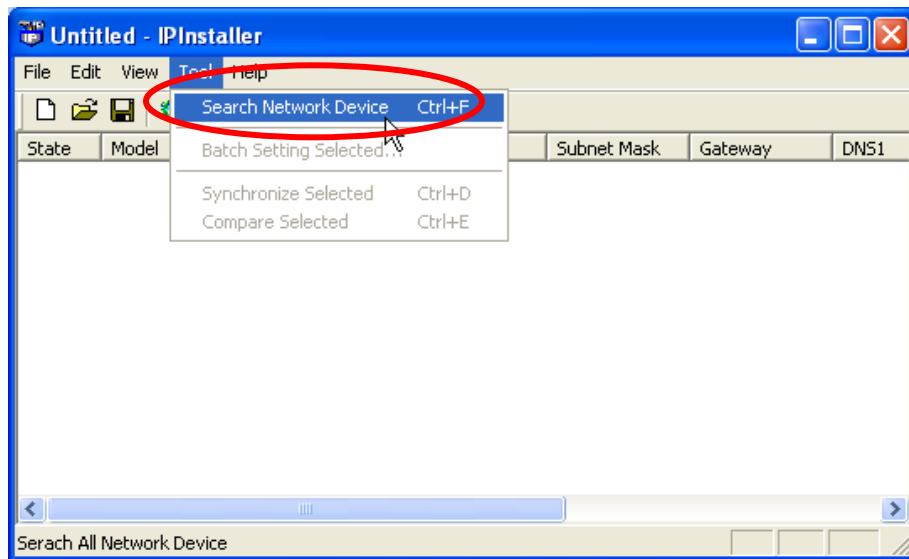 Untitled - IPInstaller
File Edit View Tool Help
Search Network Device Ctrl+F
State Model Subnet Mask Gateway DNS1
Batch Setting Selected...
Synchronize Selected Ctrl+D
Compare Selected Ctrl+E
Serach All Network Device